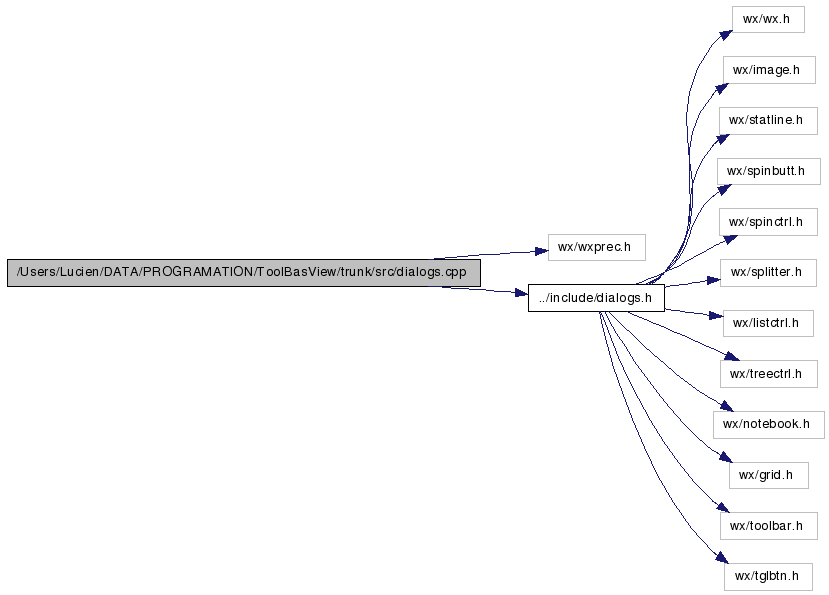 wx/wx.h
wx/image.h
wx/statline.h
wx/spinbutt.h
wx/spinctrl.h
wx/wxprec.h
/Users/Lucien/DATA/PROGRAMATION/ToolBasView/trunk/src/dialogs.cpp
wx/splitter.h
../include/dialogs.h
wx/listctrl.h
wx/treectrl.h
wx/notebook.h
wx/grid.h
wx/toolbar.h
wx/tglbtn.h